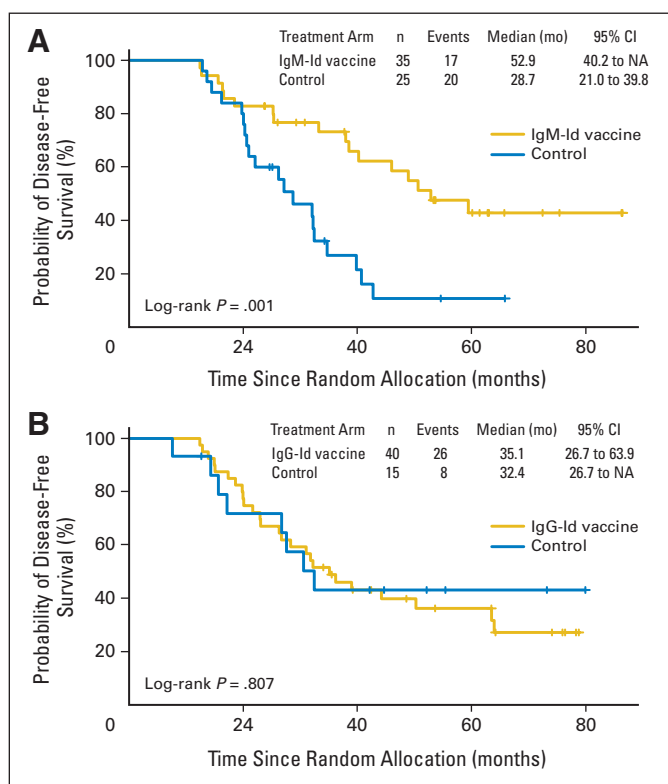 A
Treatment Arm n Events Median (mo) 95% CI
IgM-Id vaccine 35 17 52.9 40.2 to NA
Control 25 20 28.7 21.0 to 39.8
IgM-Id vaccine
Control
Probability of Disease-Free
Survival (%)
100
80
60
40
20
0
Log-rank P = .001
24 40 60 80
Time Since Random Allocation (months)
B
Treatment Arm n Events Median (mo) 95% CI
IgG-Id vaccine 40 26 35.1 26.7 to 63.9
Control 15 8 32.4 26.7 to NA
IgG-Id vaccine
Control
Probability of Disease-Free
Survival (%)
100
80
60
40
20
0
Log-rank P = .807
24 40 60 80
Time Since Random Allocation (months)